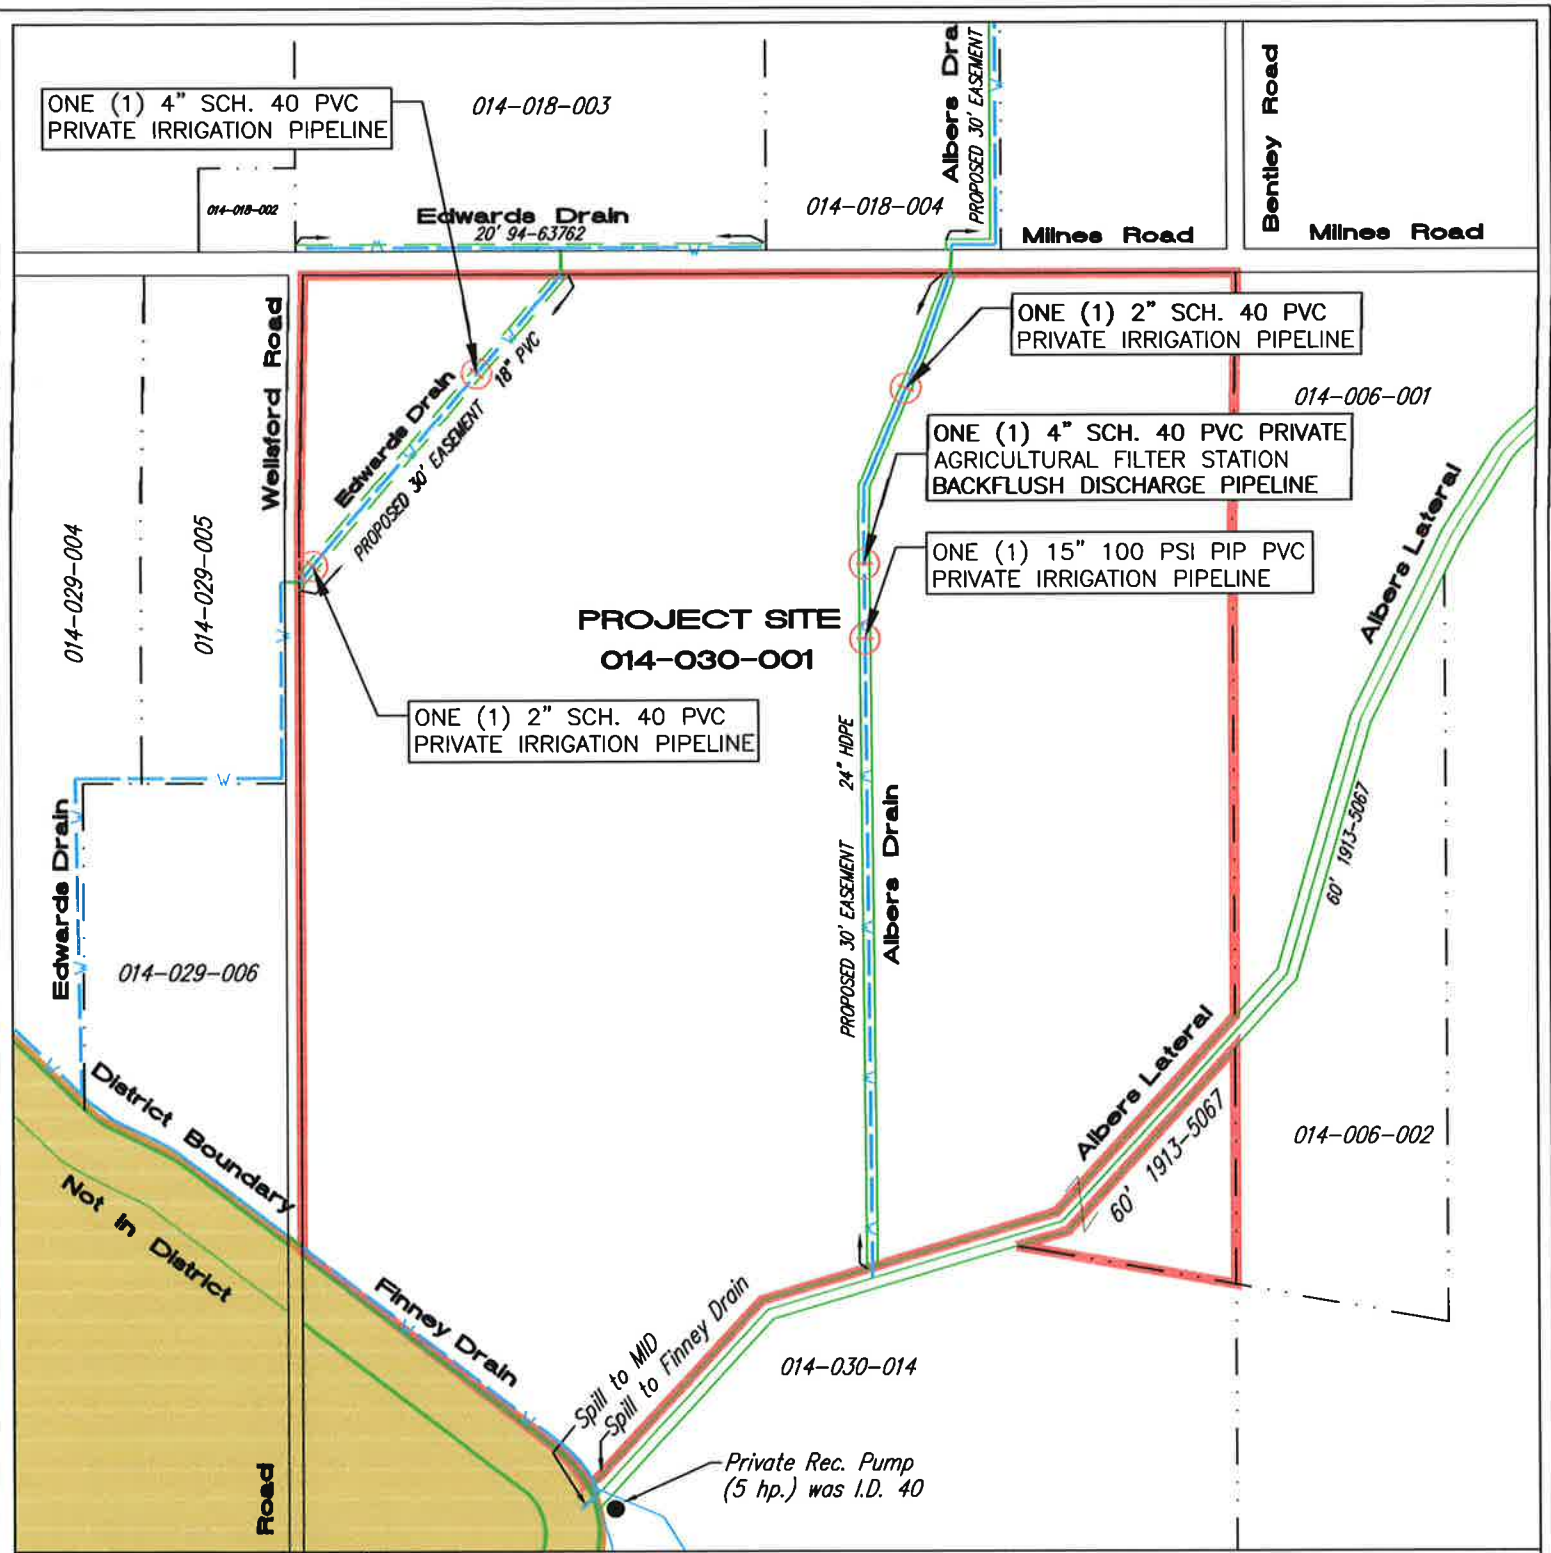 ONE (1) 4" SCH. 40 PVC
PRIVATE IRRIGATION PIPELINE
014-018-003
014-018-002
Edwards Drain
20' 94-63762
014-018-004
Albers Drai
PROPOSED 30' EASEMENT
Milnes Road
Bentley Road
Milnes Road
Wellsford Road
Edwards Drain
18" PVC
PROPOSED 30' EASEMENT
ONE (1) 2" SCH. 40 PVC
PRIVATE IRRIGATION PIPELINE
014-006-001
ONE (1) 4" SCH. 40 PVC PRIVATE
AGRICULTURAL FILTER STATION
BACKFLUSH DISCHARGE PIPELINE
Albers Lateral
014-029-004
014-029-005
ONE (1) 15" 100 PSI PIP PVC
PRIVATE IRRIGATION PIPELINE
PROJECT SITE
014-030-001
ONE (1) 2" SCH. 40 PVC
PRIVATE IRRIGATION PIPELINE
24" HDPE
PROPOSED 30' EASEMENT
Albers Drain
60' 1913-5067
Edwards Drain
014-029-006
District Boundary
Not in District
Albers Lateral
60' 1913-5067
014-006-002
Finney Drain
Spill to MID
Spill to Finney Drain
014-030-014
Private Rec. Pump
(5 hp.) was I.D. 40
Road